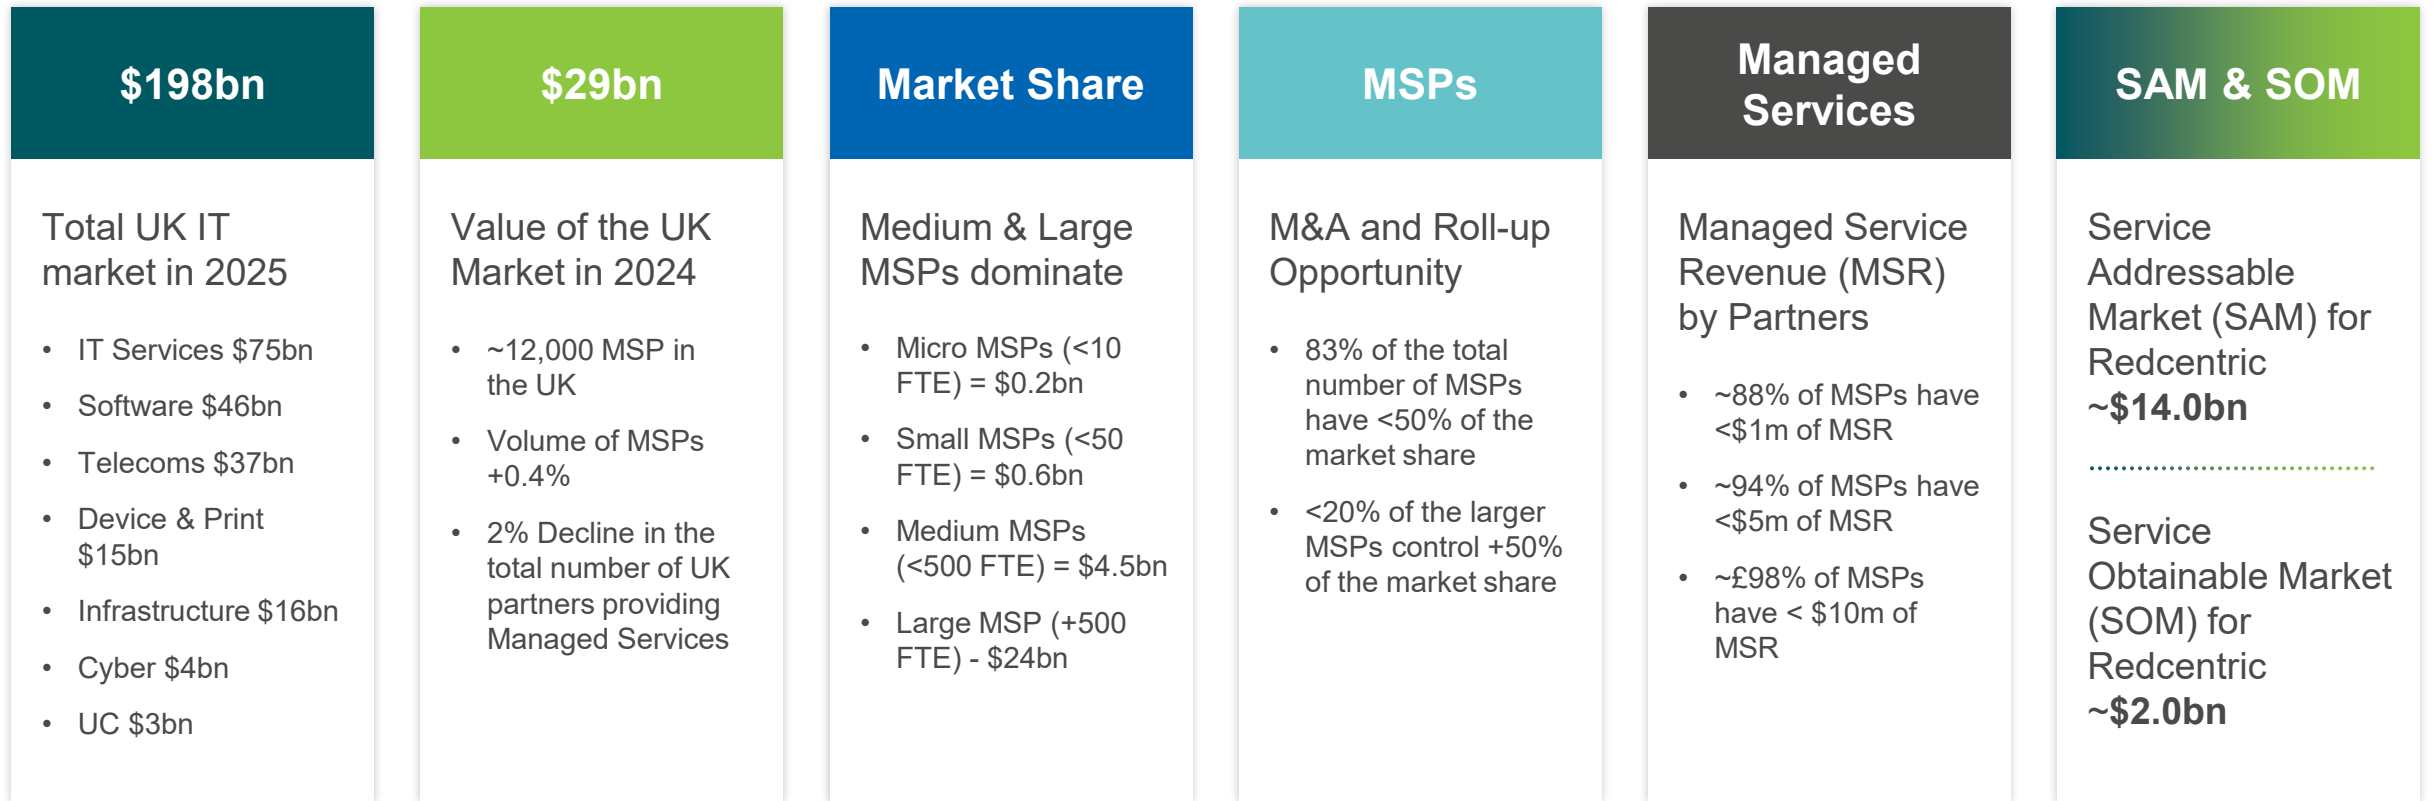 $198bn
Total UK IT
market in 2025
• IT Services $75bn
• Software $46bn
• Telecoms $37bn
• Device & Print
$15bn
• Infrastructure $16bn
• Cyber $4bn
• UC $3bn
$29bn
Value of the UK
Market in 2024
• ~12,000 MSP in
the UK
• Volume of MSPs
+0.4%
• 2% Decline in the
total number of UK
partners providing
Managed Services
Market Share
Medium & Large
MSPs dominate
• Micro MSPs (<10
FTE) = $0.2bn
• Small MSPs (<50
FTE) = $0.6bn
• Medium MSPs
(<500 FTE) = $4.5bn
• Large MSP (+500
FTE) - $24bn
MSPs
M&A and Roll-up
Opportunity
• 83% of the total
number of MSPs
have <50% of the
market share
• <20% of the larger
MSPs control +50%
of the market share
Managed
Services
Managed Service
Revenue (MSR)
by Partners
• ~88% of MSPs have
<$1m of MSR
• ~94% of MSPs have
<$5m of MSR
• ~£98% of MSPs
have < $10m of
MSR
SAM & SOM
Service
Addressable
Market (SAM) for
Redcentric
~$14.0bn
Service
Obtainable Market
(SOM) for
Redcentric
~$2.0bn